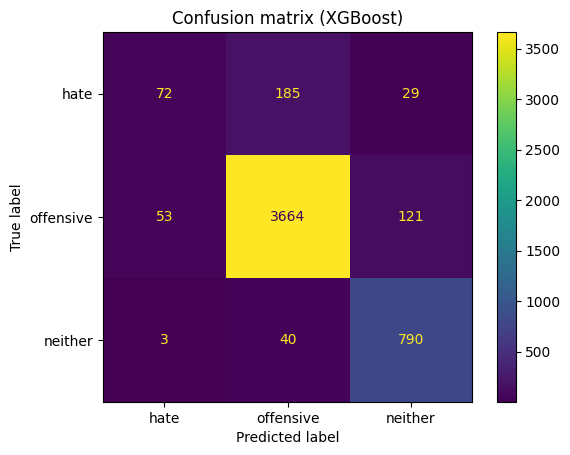 Confusion matrix (XGBoost)
hate 72 185 29
offensive 53 3664 121
neither 3 40 790
hate offensive neither
Predicted label
True label
3500
3000
2500
2000
1500
1000
500